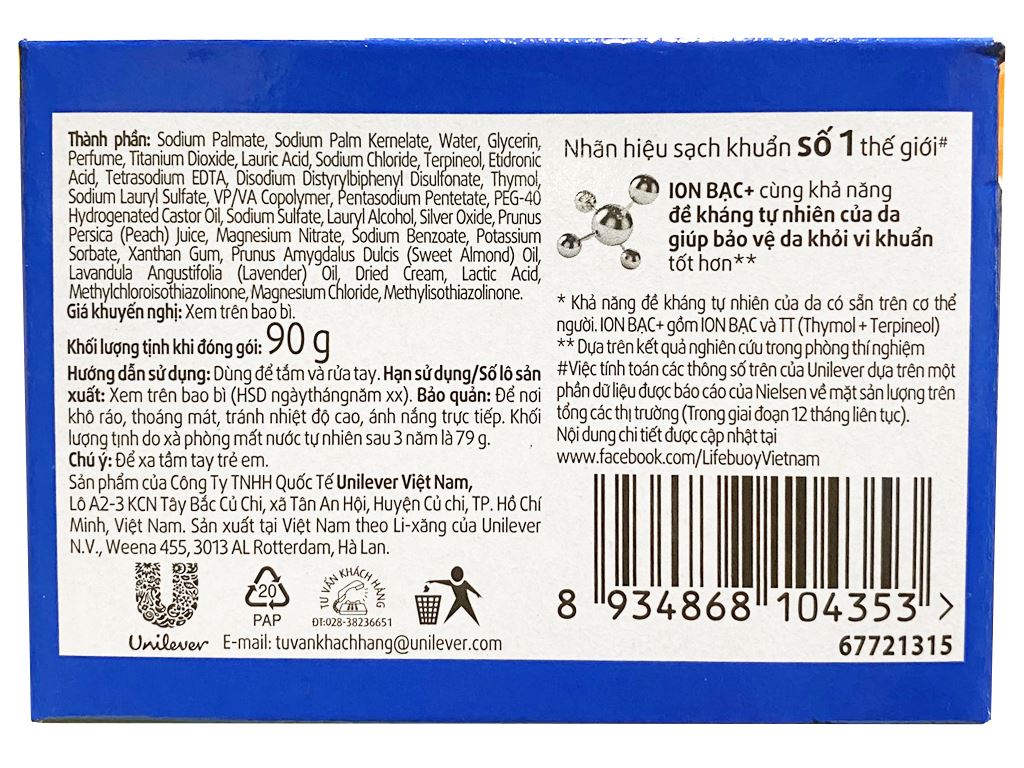 Thành phần: Sodium Palmate, Sodium Palm Kernelate, Water, Glycerin,
Perfume, Titanium Dioxide, Lauric Acid, Sodium Chloride, Terpineol, Etidronic
Acid, Tetrasodium EDTA, Disodium Distyrylbiphenyl Disulfonate, Thymol,
Sodium Lauryl Sulfate, VP/VA Copolymer, Pentasodium Pentetate, PEG-40
Hydrogenated Castor Oil, Sodium Sulfate, Lauryl Alcohol, Silver Oxide, Prunus
Persica (Peach) Juice, Magnesium Nitrate, Sodium Benzoate, Potassium
Sorbate, Xanthan Gum, Prunus Amygdalus Dulcis (Sweet Almond) Oil,
Lavandula Angustifolia (Lavender) Oil, Dried Cream, Lactic Acid,
Methylchloroisothiazolinone, Magnesium Chloride, Methylisothiazolinone.
Giá khuyến nghị: Xem trên bao bì.
Khối lượng tịnh khi đóng gói: 90 g
Hướng dẫn sử dụng: Dùng để tắm và rửa tay. Hạn sử dụng/Số lô sản
xuất: Xem trên bao bì (HSD ngàythángnăm xx). Bảo quản: Để nơi
khô ráo, thoáng mát, tránh nhiệt độ cao, ánh nắng trực tiếp. Khối
lượng tịnh do xà phòng mất nước tự nhiên sau 3 năm là 79 g.
Chú ý: Để xa tầm tay trẻ em.
Sản phẩm của Công Ty TNHH Quốc Tế Unilever Việt Nam,
Lô A2-3 KCN Tây Bắc Củ Chi, xã Tân An Hội, Huyện Củ chi, TP. Hồ Chí
Minh, Việt Nam. Sản xuất tại Việt Nam theo Li-xăng của Unilever
N.V., Weena 455, 3013 AL Rotterdam, Hà Lan.
20
PAP
TƯ VẤN KHÁCH HÀNG
ĐT:028-38236651
Unilever
E-mail: tuvankhachhang@unilever.com
Nhãn hiệu sạch khuẩn số 1 thế giới#
ION BẠC+ cùng khả năng
đề kháng tự nhiên của da
giúp bảo vệ da khỏi vi khuẩn
tốt hơn**
* Khả năng đề kháng tự nhiên của da có sẵn trên cơ thể
người. ION BẠC+ gồm ION BẠC và TT (Thymol + Terpineol)
** Dựa trên kết quả nghiên cứu trong phòng thí nghiệm
#Việc tính toán các thông số trên của Unilever dựa trên một
phần dữ liệu được báo cáo của Nielsen về mặt sản lượng trên
tổng các thị trường (Trong giai đoạn 12 tháng liên tục).
Nội dung chi tiết được cập nhật tại
www.facebook.com/LifebuoyVietnam
8 934868 104353 >
67721315